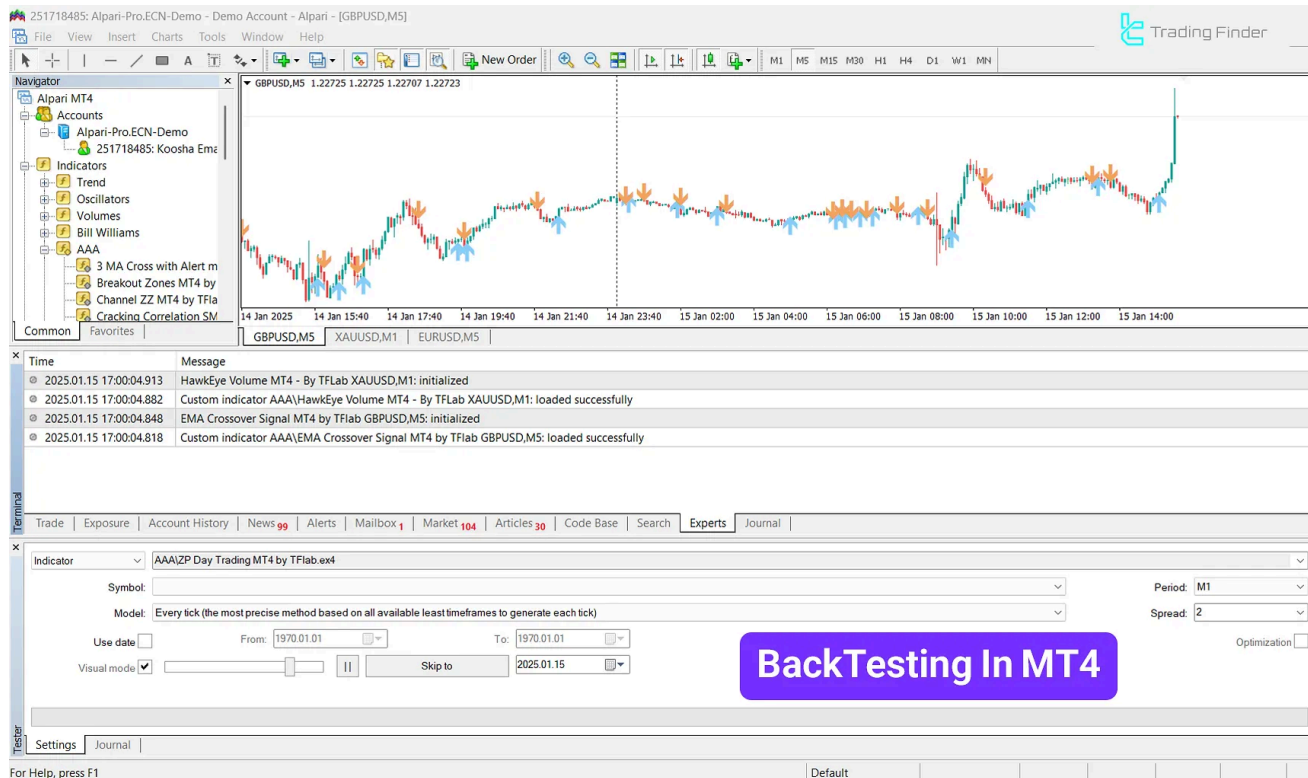 251718485: Alpari-Pro.ECN-Demo - Demo Account - Alpari - [GBPUSD,M5]
Trading Finder
File View Insert Charts Tools Window Help
New Order M1 M5 M15 M30 H1 H4 D1 W1 MN
Navigator
Alpari MT4
Accounts
Alpari-Pro.ECN-Demo
251718485: Koosha Ema
Indicators
Trend
Oscillators
Volumes
Bill Williams
AAA
3 MA Cross with Alert m
Breakout Zones MT4 by
Channel ZZ MT4 by TFla
Cracking Correlation SM
Common Favorites
GBPUSD,M5 1.22725 1.22725 1.22707 1.22723
14 Jan 2025 14 Jan 15:40 14 Jan 17:40 14 Jan 19:40 14 Jan 21:40 14 Jan 23:40 15 Jan 02:00 15 Jan 04:00 15 Jan 06:00 15 Jan 08:00 15 Jan 10:00 15 Jan 12:00 15 Jan 14:00
GBPUSD,M5 XAUUSD,M1 EURUSD,M5
Time Message
2025.01.15 17:00:04.913 HawkEye Volume MT4 - By TFLab XAUUSD,M1: initialized
2025.01.15 17:00:04.882 Custom indicator AAA\HawkEye Volume MT4 - By TFLab XAUUSD,M1: loaded successfully
2025.01.15 17:00:04.848 EMA Crossover Signal MT4 by TFlab GBPUSD,M5: initialized
2025.01.15 17:00:04.818 Custom indicator AAA\EMA Crossover Signal MT4 by TFlab GBPUSD,M5: loaded successfully
Terminal
Trade Exposure Account History News 99 Alerts Mailbox 1 Market 104 Articles 30 Code Base Search Experts Journal
Indicator AAA\ZP Day Trading MT4 by TFlab.ex4
Symbol: Period: M1
Model: Every tick (the most precise method based on all available least timeframes to generate each tick) Spread: 2
Use date From: 1970.01.01 To: 1970.01.01 Optimization
Visual mode Skip to 2025.01.15
BackTesting In MT4
Tester
Settings Journal
For Help, press F1 Default